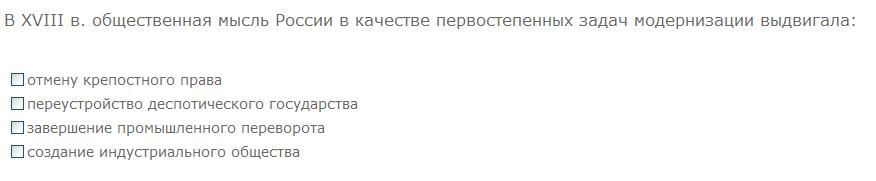 В XVIII в. общественная мысль России в качестве первостепенных задач модернизации выдвигала:
отмену крепостного права
переустройство деспотического государства
завершение промышленного переворота
создание индустриального общества